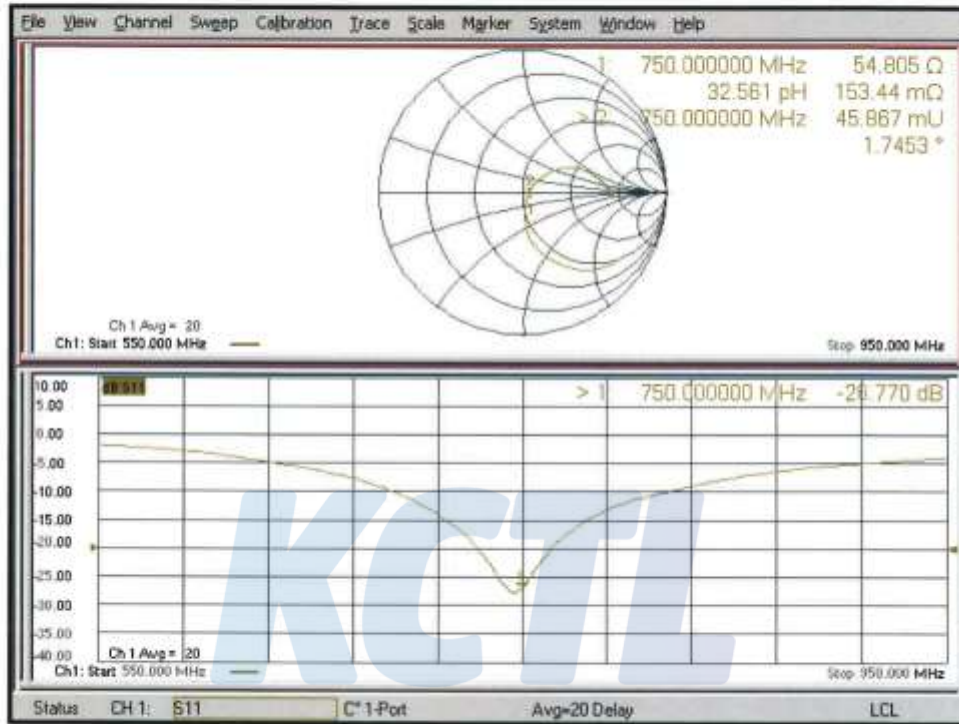 File View Channel Sweep Calibration Trace Scale Marker System Window Help
1 750.000000 MHz 54.805 Ω
32.561 pH 153.44 mΩ
> 2 750.000000 MHz 45.867 mU
1.7453 °
Ch 1 Avg = 20
Ch1: Start 550.000 MHz
Stop 950.000 MHz
10.00
dB S11
> 1 750.000000 MHz -26.770 dB
5.00
0.00
-5.00
-10.00
-15.00
-20.00
-25.00
-30.00
-35.00
-40.00
1
KCTL
Ch 1 Avg = 20
Ch1: Start 550.000 MHz
Stop 950.000 MHz
Status CH 1: S11 C* 1-Port Avg=20 Delay LCL